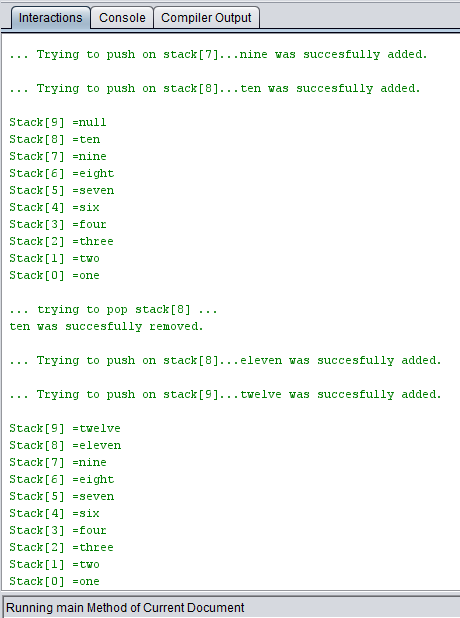 Interactions Console Compiler Output
... Trying to push on stack[7]...nine was succesfully added.
... Trying to push on stack[8]...ten was succesfully added.
Stack[9] =null
Stack[8] =ten
Stack[7] =nine
Stack[6] =eight
Stack[5] =seven
Stack[4] =six
Stack[3] =four
Stack[2] =three
Stack[1] =two
Stack[0] =one
... trying to pop stack[8] ...
ten was succesfully removed.
... Trying to push on stack[8]...eleven was succesfully added.
... Trying to push on stack[9]...twelve was succesfully added.
Stack[9] =twelve
Stack[8] =eleven
Stack[7] =nine
Stack[6] =eight
Stack[5] =seven
Stack[4] =six
Stack[3] =four
Stack[2] =three
Stack[1] =two
Stack[0] =one
Running main Method of Current Document